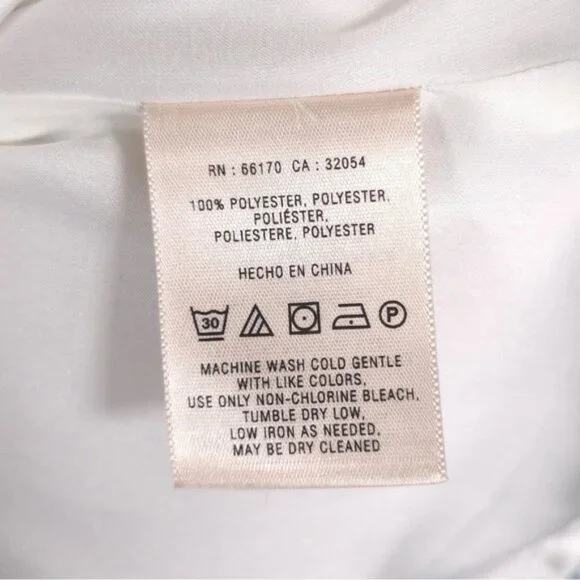 RN : 66170 CA : 32054
100% POLYESTER, POLYESTER,
POLIÉSTER,
POLIESTERE, POLYESTER
HECHO EN CHINA
30 P
MACHINE WASH COLD GENTLE
WITH LIKE COLORS,
USE ONLY NON-CHLORINE BLEACH,
TUMBLE DRY LOW,
LOW IRON AS NEEDED,
MAY BE DRY CLEANED